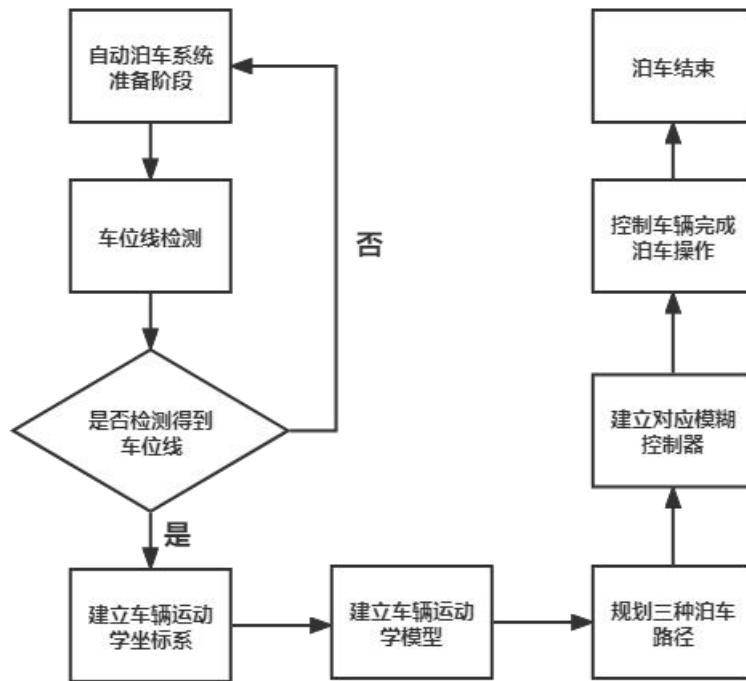 自动泊车系统
准备阶段
车位线检测
是否检测得到
车位线
否
是
建立车辆运动
学坐标系
建立车辆运动
学模型
规划三种泊车
路径
建立对应模糊
控制器
控制车辆完成
泊车操作
泊车结束